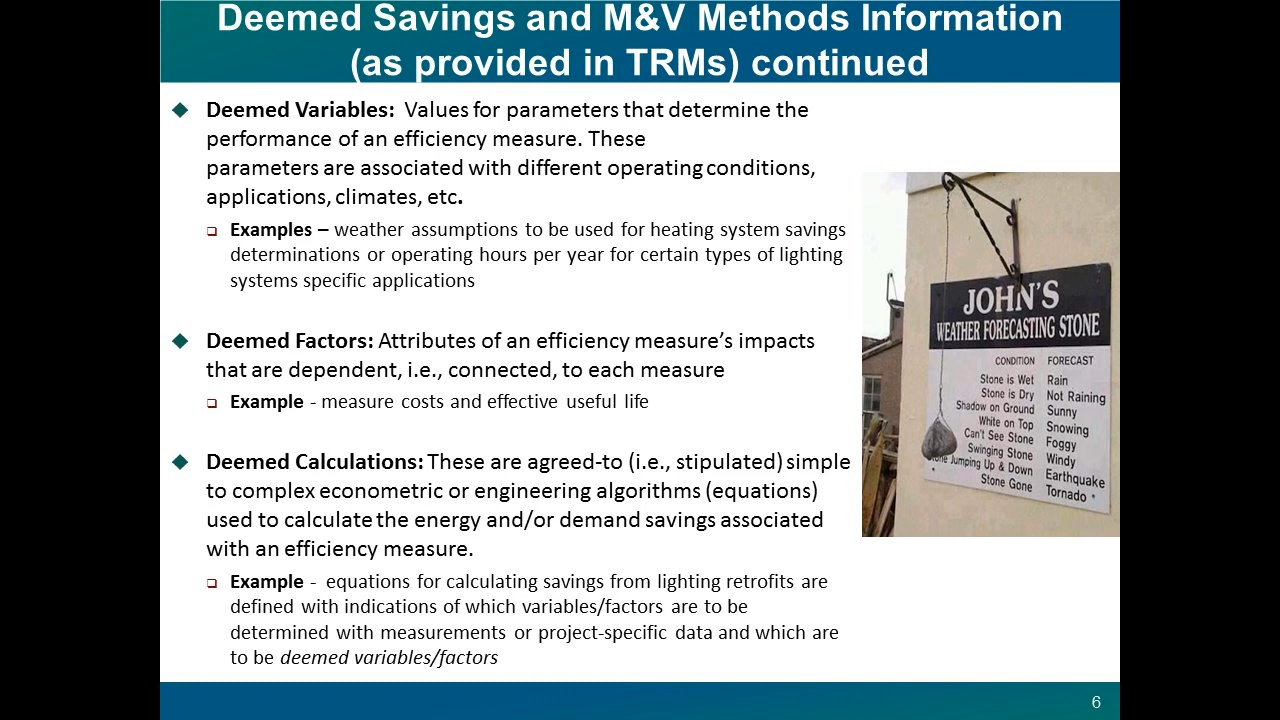 Deemed Savings and M&V Methods Information
(as provided in TRMs) continued
Deemed Variables: Values for parameters that determine the
performance of an efficiency measure. These
parameters are associated with different operating conditions,
applications, climates, etc.
Examples – weather assumptions to be used for heating system savings
determinations or operating hours per year for certain types of lighting
systems specific applications
Deemed Factors: Attributes of an efficiency measure's impacts
that are dependent, i.e., connected, to each measure
Example - measure costs and effective useful life
Deemed Calculations: These are agreed-to (i.e., stipulated) simple
to complex econometric or engineering algorithms (equations)
used to calculate the energy and/or demand savings associated
with an efficiency measure.
Example - equations for calculating savings from lighting retrofits are
defined with indications of which variables/factors are to be
determined with measurements or project-specific data and which are
to be deemed variables/factors
JOHN'S
WEATHER FORECASTING STONE
CONDITION FORECAST
Stone is Wet Rain
Stone is Dry Not Raining
Shadow on Ground Sunny
White on Top Snowing
Can't See Stone Foggy
Swinging Stone Windy
Jumping Up & Down Earthquake
Stone Gone Tornado
6